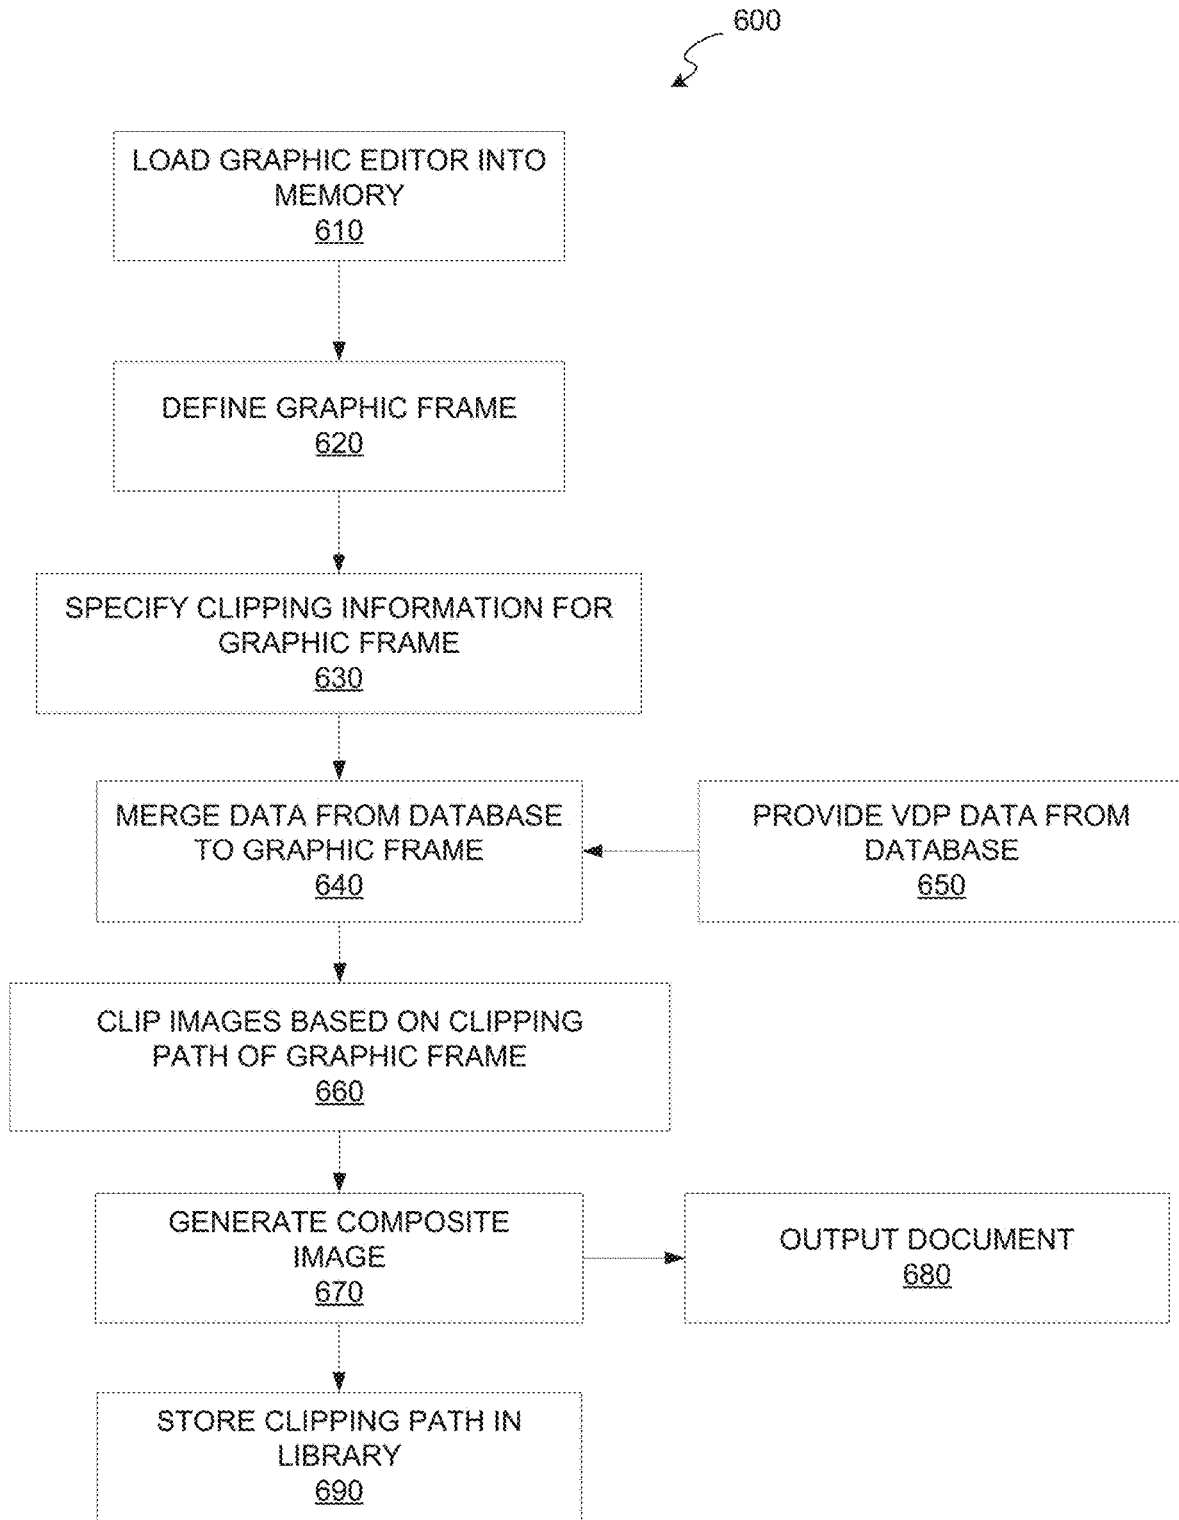 600
LOAD GRAPHIC EDITOR INTO
MEMORY
610
DEFINE GRAPHIC FRAME
620
SPECIFY CLIPPING INFORMATION FOR
GRAPHIC FRAME
630
MERGE DATA FROM DATABASE
TO GRAPHIC FRAME
640
PROVIDE VDP DATA FROM
DATABASE
650
CLIP IMAGES BASED ON CLIPPING
PATH OF GRAPHIC FRAME
660
GENERATE COMPOSITE
IMAGE
670
OUTPUT DOCUMENT
680
STORE CLIPPING PATH IN
LIBRARY
690